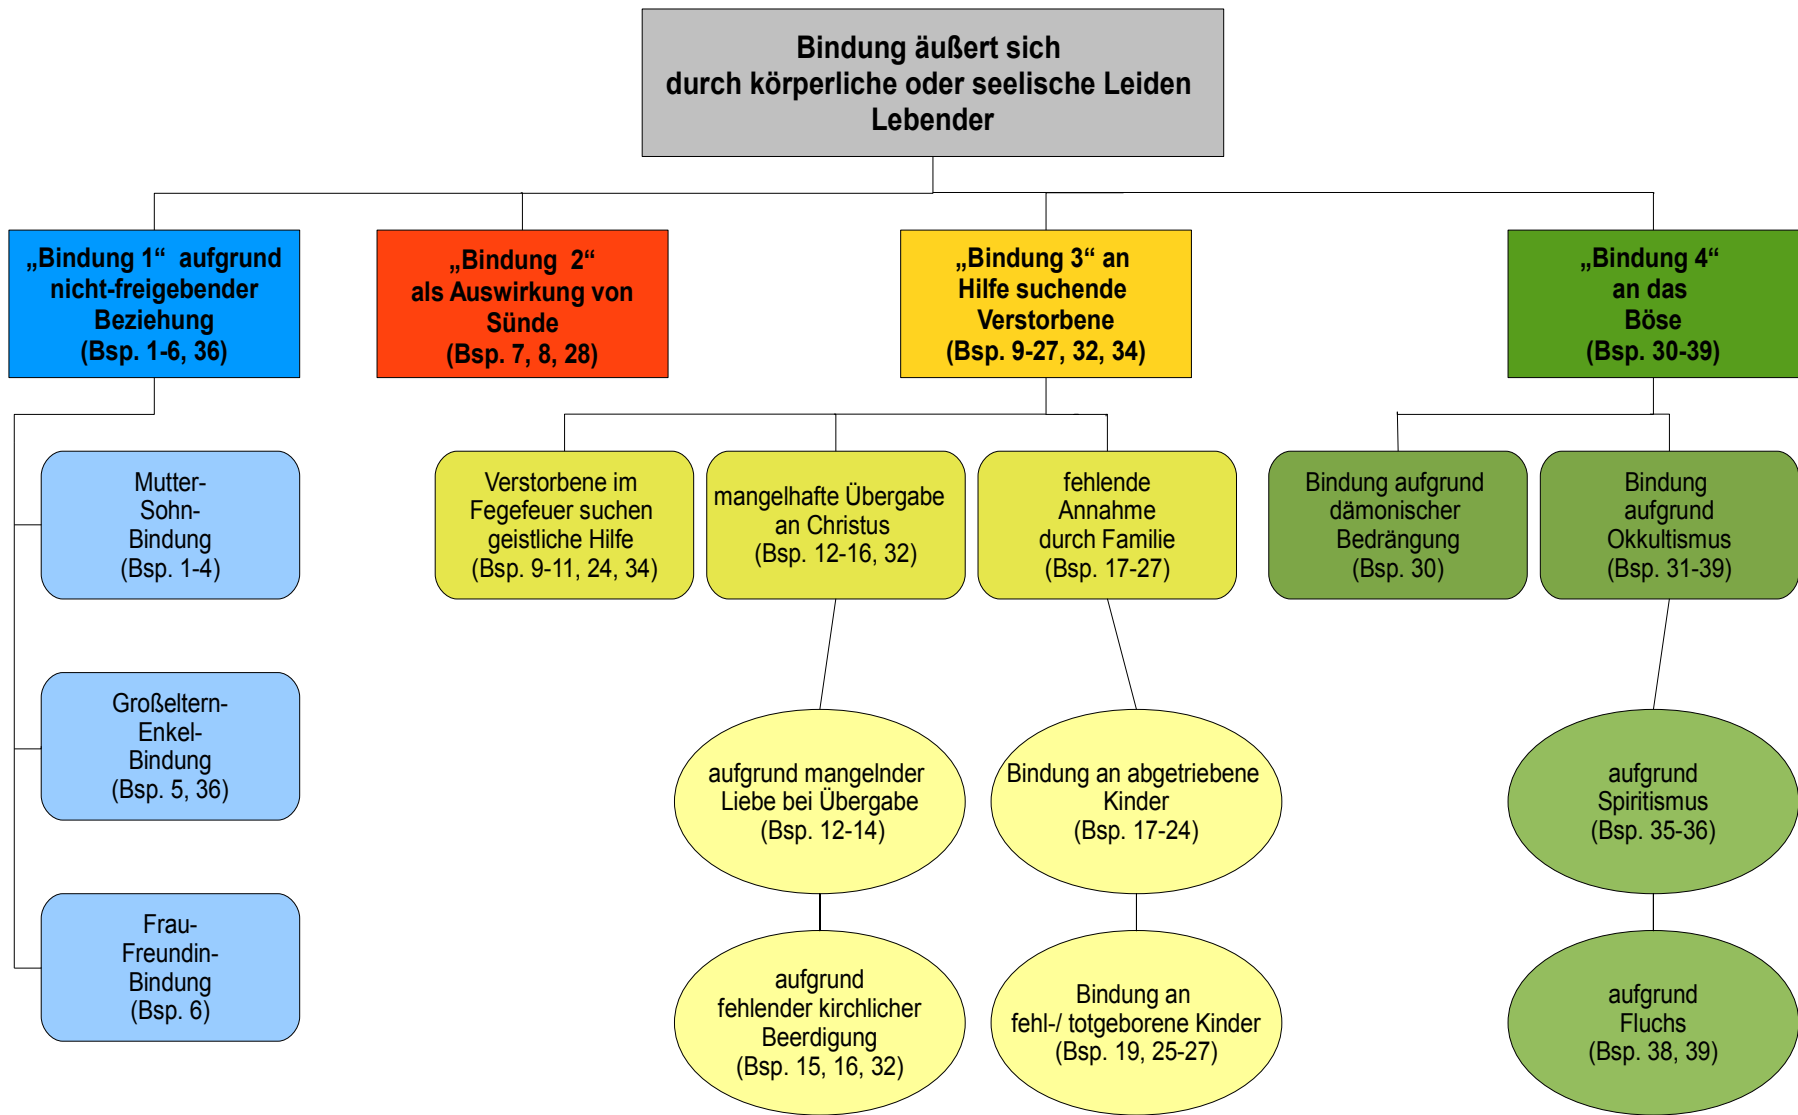 Bindung äußert sich
durch körperliche oder seelische Leiden
Lebender
„Bindung 1“ aufgrund
nicht-freigebender
Beziehung
(Bsp. 1-6, 36)
„Bindung 2“
als Auswirkung von
Sünde
(Bsp. 7, 8, 28)
„Bindung 3“ an
Hilfe suchende
Verstorbene
(Bsp. 9-27, 32, 34)
„Bindung 4“
an das
Böse
(Bsp. 30-39)
Mutter-
Sohn-
Bindung
(Bsp. 1-4)
Verstorbene im
Fegefeuer suchen
geistliche Hilfe
(Bsp. 9-11, 24, 34)
mangelhafte Übergabe
an Christus
(Bsp. 12-16, 32)
fehlende
Annahme
durch Familie
(Bsp. 17-27)
Bindung aufgrund
dämonischer
Bedrängung
(Bsp. 30)
Bindung
aufgrund
Okkultismus
(Bsp. 31-39)
Großeltern-
Enkel-
Bindung
(Bsp. 5, 36)
aufgrund mangelnder
Liebe bei Übergabe
(Bsp. 12-14)
Bindung an abgetriebene
Kinder
(Bsp. 17-24)
aufgrund
Spiritismus
(Bsp. 35-36)
Frau-
Freundin-
Bindung
(Bsp. 6)
aufgrund
fehlender kirchlicher
Beerdigung
(Bsp. 15, 16, 32)
Bindung an
fehl-/ totgeborene Kinder
(Bsp. 19, 25-27)
aufgrund
Fluchs
(Bsp. 38, 39)